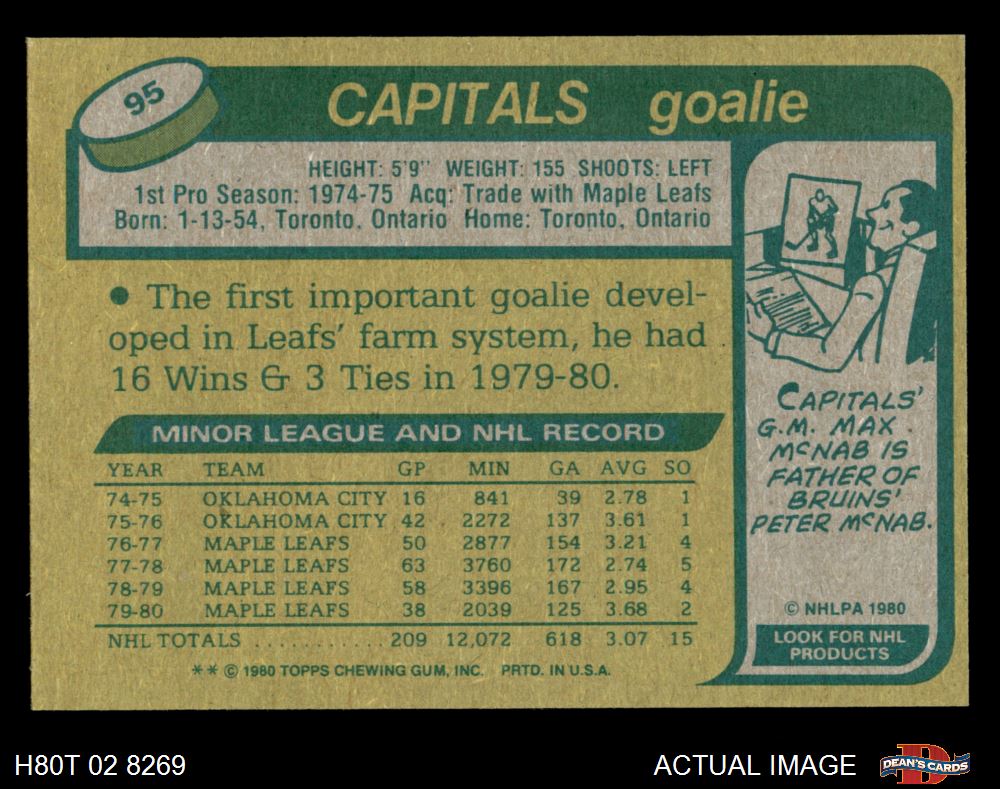 95
CAPITALS goalie
HEIGHT: 5'9" WEIGHT: 155 SHOOTS: LEFT
1st Pro Season: 1974-75 Acq: Trade with Maple Leafs
Born: 1-13-54, Toronto, Ontario Home: Toronto, Ontario
• The first important goalie devel-
oped in Leafs' farm system, he had
16 Wins & 3 Ties in 1979-80.
MINOR LEAGUE AND NHL RECORD
YEAR TEAM GP MIN GA AVG SO
74-75 OKLAHOMA CITY 16 841 39 2.78 1
75-76 OKLAHOMA CITY 42 2272 137 3.61 1
76-77 MAPLE LEAFS 50 2877 154 3.21 4
77-78 MAPLE LEAFS 63 3760 172 2.74 5
78-79 MAPLE LEAFS 58 3396 167 2.95 4
79-80 MAPLE LEAFS 38 2039 125 3.68 2
NHL TOTALS . . . . . . . . . . . 209 12,072 618 3.07 15
** © 1980 TOPPS CHEWING GUM, INC. PRTD. IN U.S.A.
CAPITALS'
G.M. MAX
McNAB IS
FATHER OF
BRUINS'
PETER McNAB.
© NHLPA 1980
LOOK FOR NHL
PRODUCTS
H80T 02 8269
ACTUAL IMAGE
D
DEAN'S CARDS